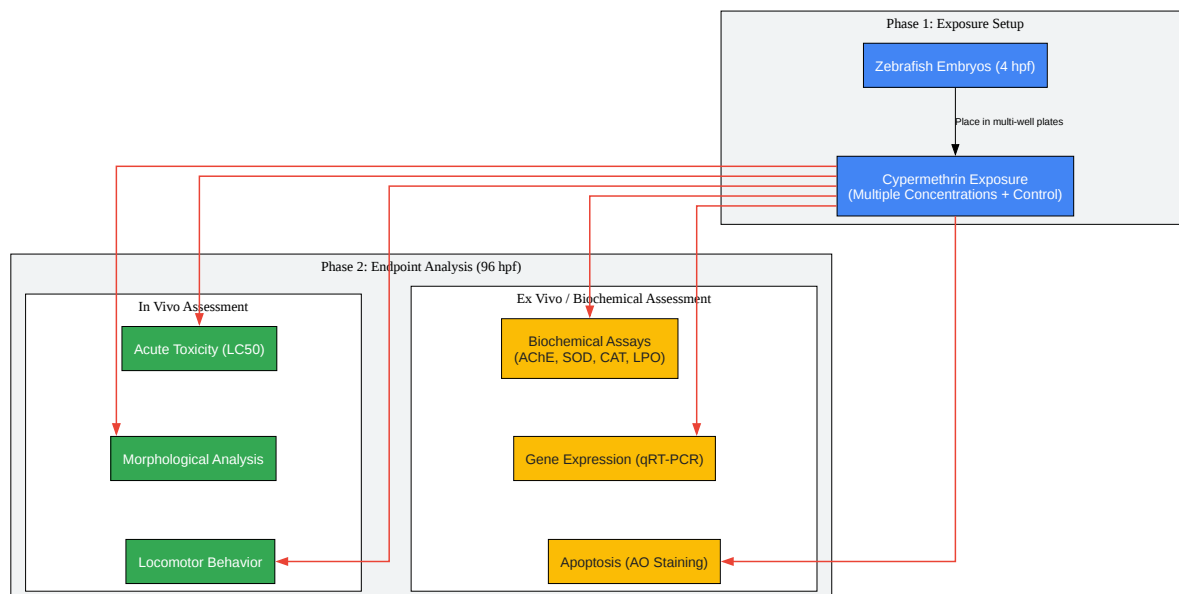 Phase 1: Exposure Setup
Zebrafish Embryos (4 hpf)
Place in multi-well plates
Cypermethrin Exposure
(Multiple Concentrations + Control)
Phase 2: Endpoint Analysis (96 hpf)
In Vivo Assessment
Acute Toxicity (LC50)
Morphological Analysis
Locomotor Behavior
Ex Vivo / Biochemical Assessment
Biochemical Assays
(AChE, SOD, CAT, LPO)
Gene Expression (qRT-PCR)
Apoptosis (AO Staining)